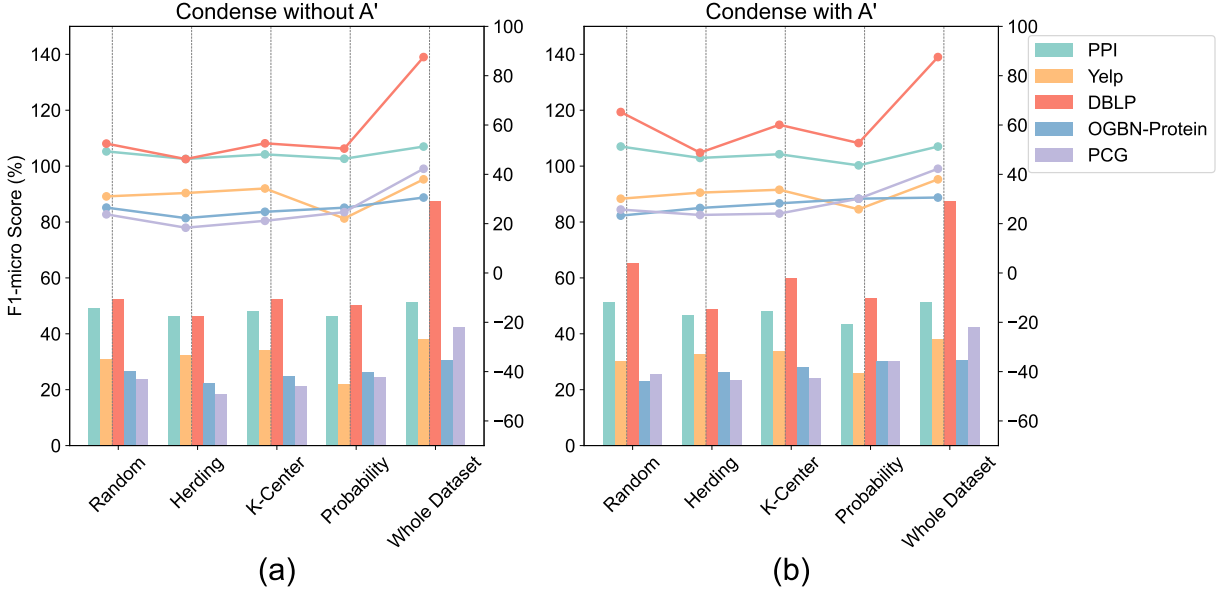 Condense without A'
Condense with A'
F1-micro Score (%)
140
120
100
80
60
40
20
0
100
80
60
40
20
0
−20
−40
−60
Random
Herding
K-Center
Probability
Whole Dataset
(a)
140
120
100
80
60
40
20
0
100
80
60
40
20
0
−20
−40
−60
Random
Herding
K-Center
Probability
Whole Dataset
(b)
PPI
Yelp
DBLP
OGBN-Protein
PCG